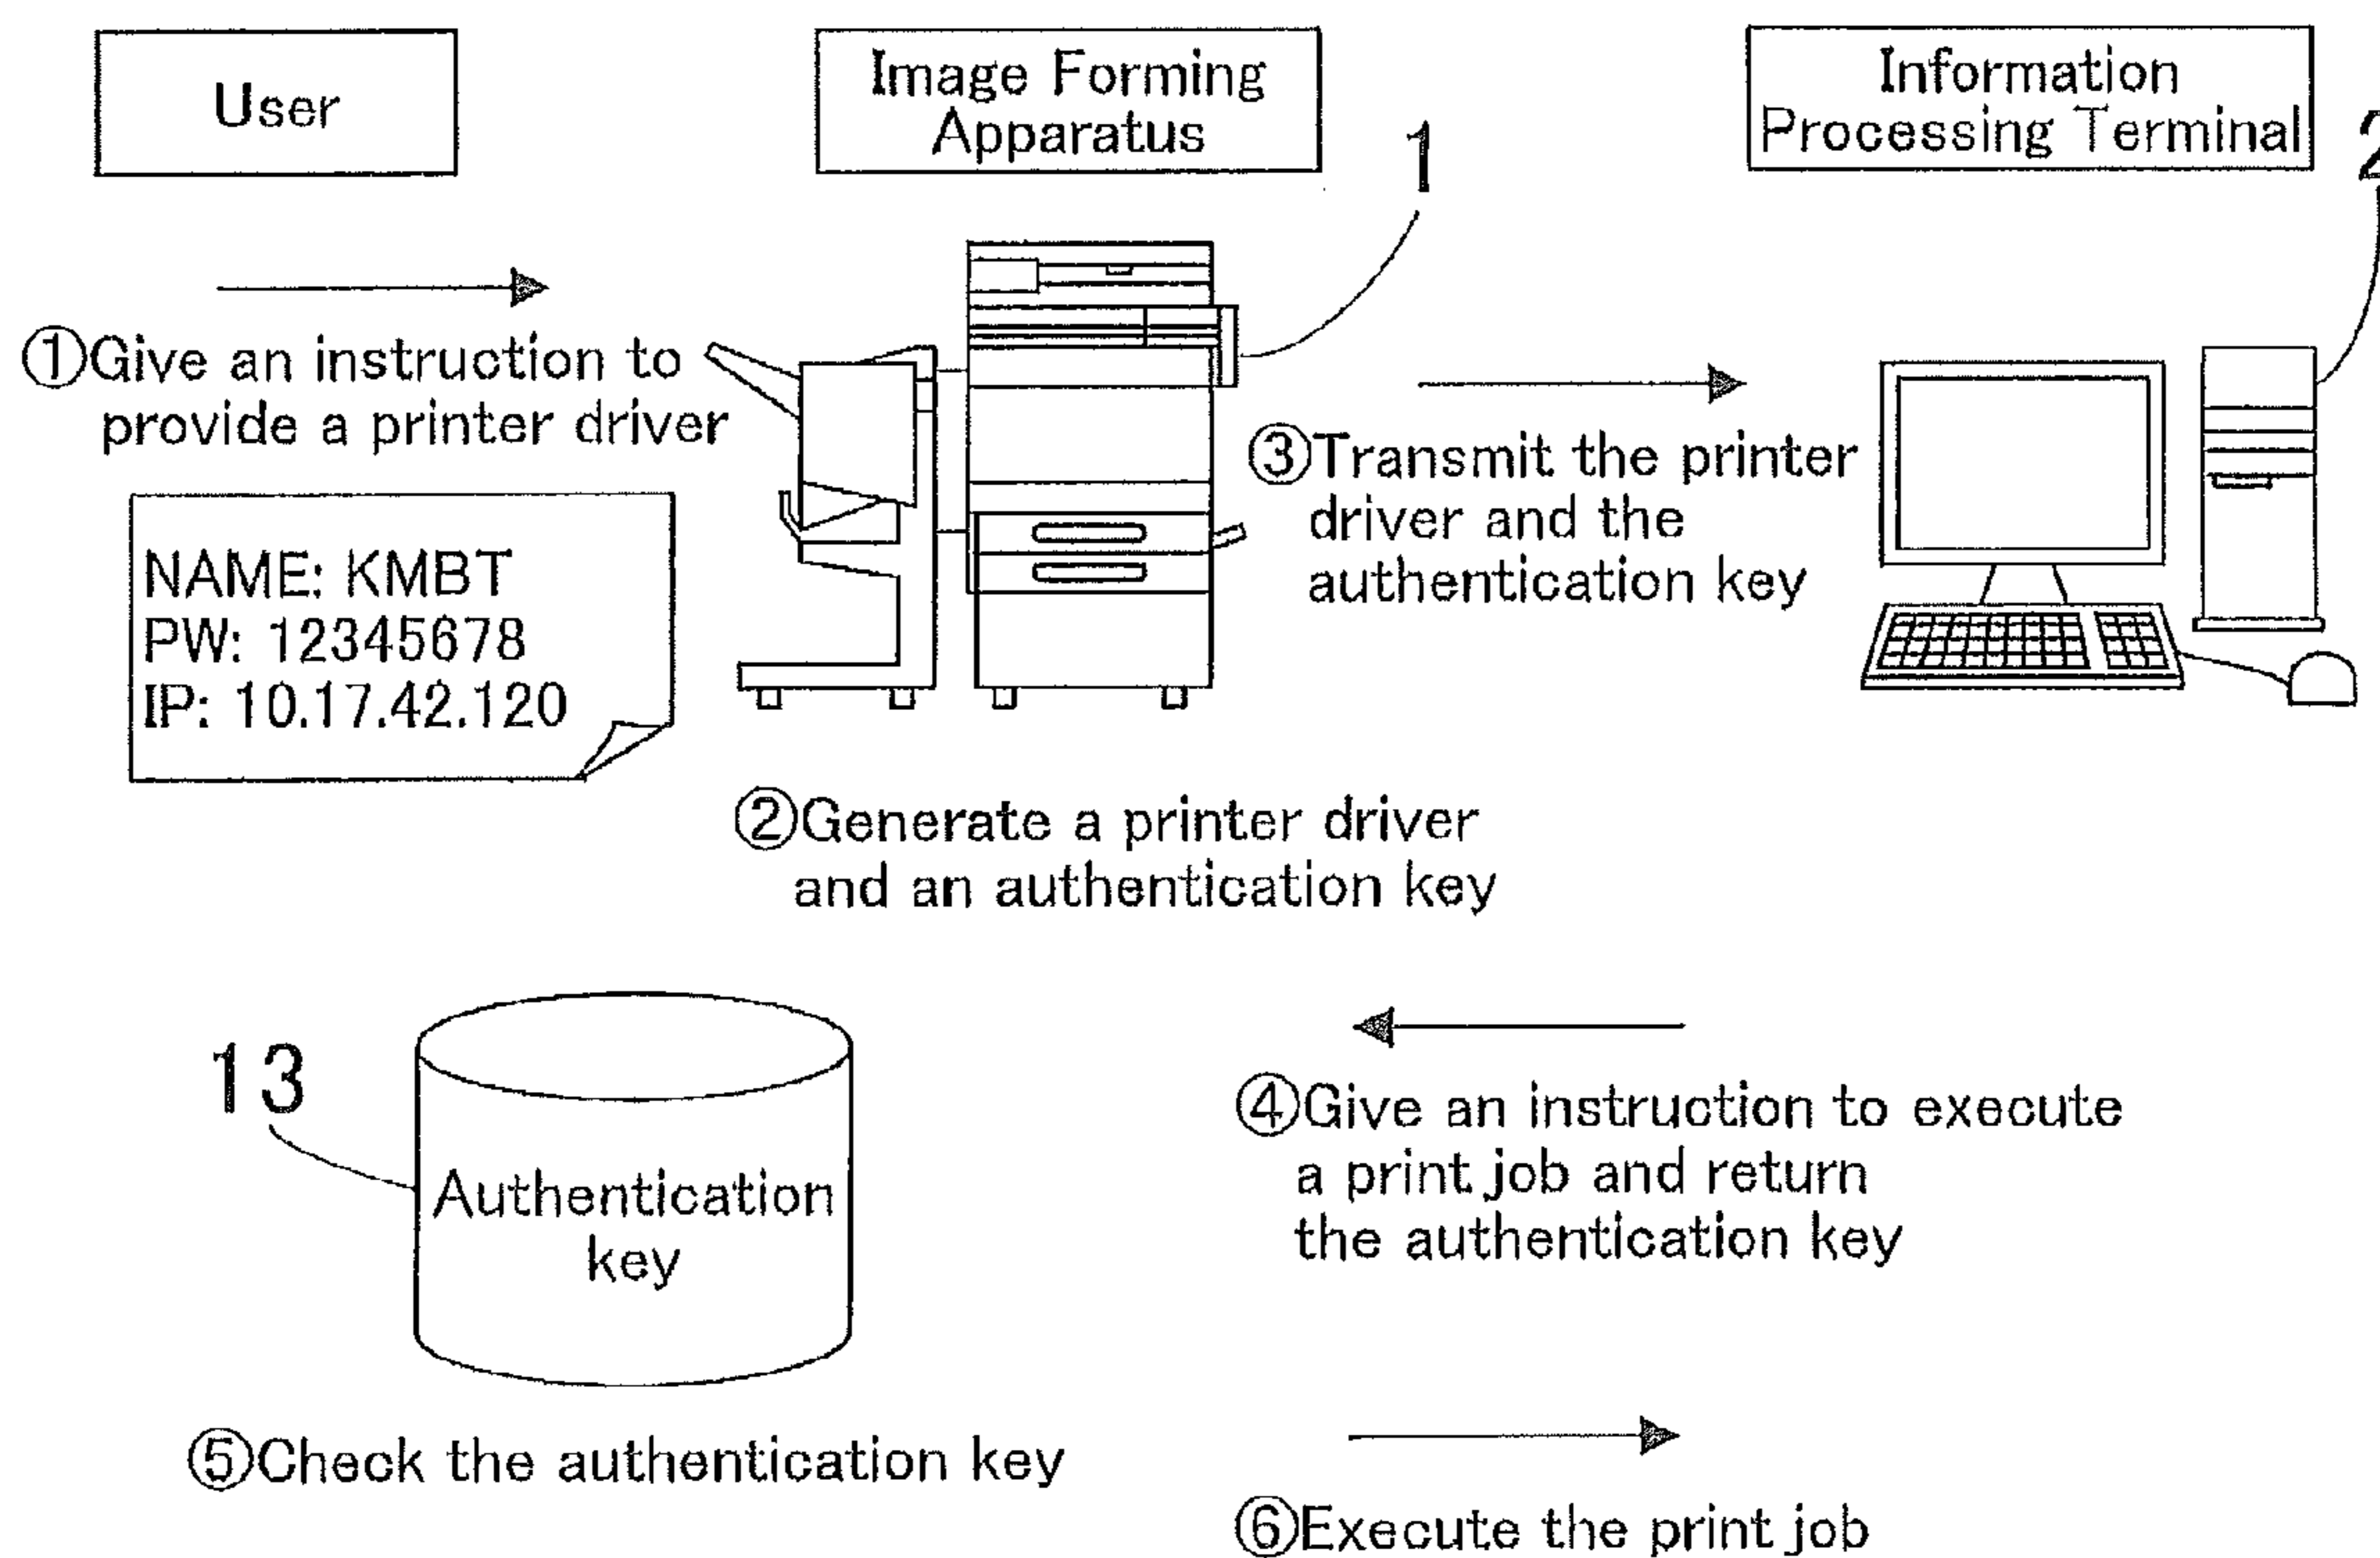 User
Image Forming
Apparatus
Information
Processing Terminal
1
2
①Give an instruction to
provide a printer driver
NAME: KMBT
PW: 12345678
IP: 10.17.42.120
③Transmit the printer
driver and the
authentication key
②Generate a printer driver
and an authentication key
13
Authentication
key
④Give an instruction to execute
a print job and return
the authentication key
⑤Check the authentication key
⑥Execute the print job